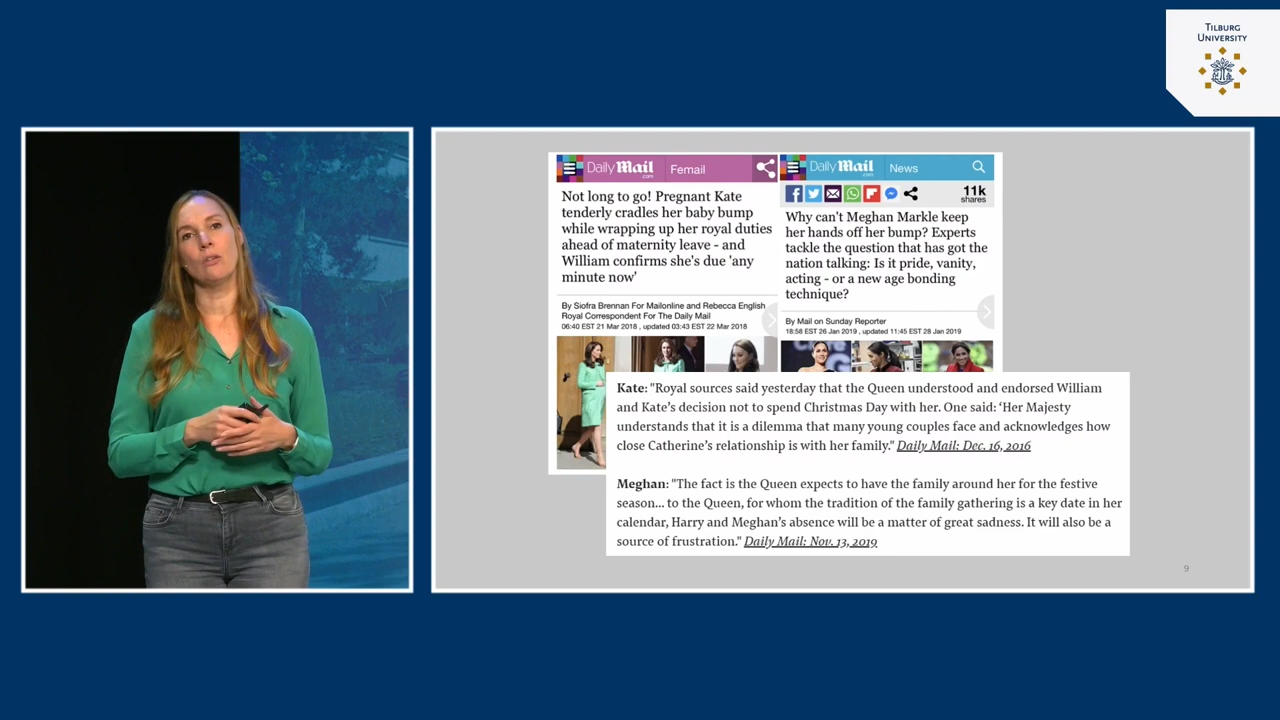 TILBURG
UNIVERSITY
Daily Mail
.com
Femail
Not long to go! Pregnant Kate
tenderly cradles her baby bump
while wrapping up her royal duties
ahead of maternity leave - and
William confirms she's due 'any
minute now'
By Siofra Brennan For Mailonline and Rebecca English
Royal Correspondent For The Daily Mail
06:40 EST 21 Mar 2018 , updated 03:43 EST 22 Mar 2018
Daily Mail
.com
News
11k
shares
Why can't Meghan Markle keep
her hands off her bump? Experts
tackle the question that has got the
nation talking: Is it pride, vanity,
acting - or a new age bonding
technique?
By Mail on Sunday Reporter
18:58 EST 26 Jan 2019 , updated 11:45 EST 28 Jan 2019
Kate: "Royal sources said yesterday that the Queen understood and endorsed William
and Kate's decision not to spend Christmas Day with her. One said: 'Her Majesty
understands that it is a dilemma that many young couples face and acknowledges how
close Catherine's relationship is with her family." Daily Mail: Dec. 16, 2016
Meghan: "The fact is the Queen expects to have the family around her for the festive
season... to the Queen, for whom the tradition of the family gathering is a key date in her
calendar, Harry and Meghan's absence will be a matter of great sadness. It will also be a
source of frustration." Daily Mail: Nov. 13, 2019
9